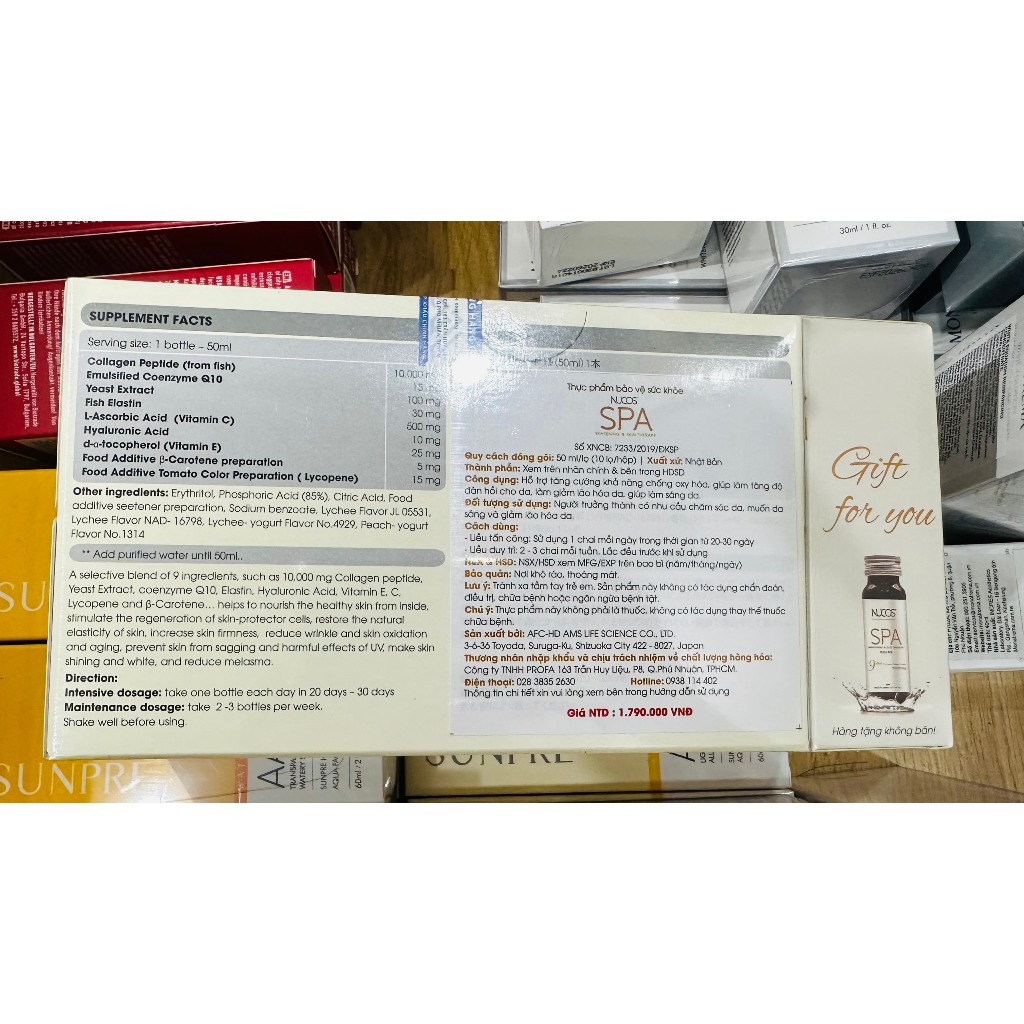 SUPPLEMENT FACTS
Serving size: 1 bottle – 50ml
Collagen Peptide (from fish) 10,000
Emulsified Coenzyme Q10
Yeast Extract 100 mg
Fish Elastin 30 mg
L-Ascorbic Acid (Vitamin C) 500 mg
Hyaluronic Acid 10 mg
d-α-tocopherol (Vitamin E) 25 mg
Food Additive β-Carotene preparation 5 mg
Food Additive Tomato Color Preparation ( Lycopene) 15 mg
Other ingredients: Erythritol, Phosphoric Acid (85%), Citric Acid, Food
additive seetener preparation, Sodium benzoate, Lychee Flavor JL 05531,
Lychee Flavor NAD- 16798, Lychee- yogurt Flavor No.4929, Peach- yogurt
Flavor No.1314
** Add purified water until 50ml..
A selective blend of 9 ingredients, such as 10,000 mg Collagen peptide,
Yeast Extract, coenzyme Q10, Elastin, Hyaluronic Acid, Vitamin E, C,
Lycopene and β-Carotene... helps to nourish the healthy skin from inside,
stimulate the regeneration of skin-protector cells, restore the natural
elasticity of skin, increase skin firmness, reduce wrinkle and skin oxidation
and aging, prevent skin from sagging and harmful effects of UV, make skin
shining and white, and reduce melasma.
Direction:
Intensive dosage: take one bottle each day in 20 days – 30 days
Maintenance dosage: take 2 -3 bottles per week.
Shake well before using.
(50ml) 1本
Thực phẩm bảo vệ sức khỏe
NUCOS
SPA
Số XNCB: 7233/2019/ĐKSP
Quy cách đóng gói: 50 ml/lọ (10 lọ/hộp) | Xuất xứ: Nhật Bản
Thành phần: Xem trên nhãn chính & bên trong HDSD
Công dụng: Hỗ trợ tăng cường khả năng chống oxy hóa, giúp làm tăng độ
đàn hồi cho da, làm giảm lão hóa da, giúp làm sáng da.
Đối tượng sử dụng: Người trưởng thành có nhu cầu chăm sóc da, muốn da
sáng và giảm lão hóa da.
Cách dùng:
- Liều tấn công: Sử dụng 1 chai mỗi ngày trong thời gian từ 20-30 ngày
- Liều duy trì: 2 - 3 chai mỗi tuần. Lắc đều trước khi sử dụng
NSX & HSD: NSX/HSD xem MFG/EXP trên bao bì (năm/tháng/ngày)
Bảo quản: Nơi khô ráo, thoáng mát.
Lưu ý: Tránh xa tầm tay trẻ em. Sản phẩm này không có tác dụng chẩn đoán,
điều trị, chữa bệnh hoặc ngăn ngừa bệnh tật.
Chú ý: Thực phẩm này không phải là thuốc, không có tác dụng thay thế thuốc
chữa bệnh.
Sản xuất bởi: AFC-HD AMS LIFE SCIENCE CO., LTD.
3-6-36 Toyoda, Suruga-Ku, Shizuoka City 422 - 8027, Japan
Thương nhân nhập khẩu và chịu trách nhiệm về chất lượng hàng hóa:
Công ty TNHH PROFA 163 Trần Huy Liệu, P8, Q.Phú Nhuận, TPHCM.
Điện thoại: 028 3835 2630 Hotline: 0938 114 402
Thông tin chi tiết xin vui lòng xem bên trong hướng dẫn sử dụng
Giá NTD : 1.790.000 VNĐ
Gift
for you
NUCOS
SPA
Hàng tặng không bán!
30ml / 1 fl. oz.
SU
SUNPRE
SUNPRE